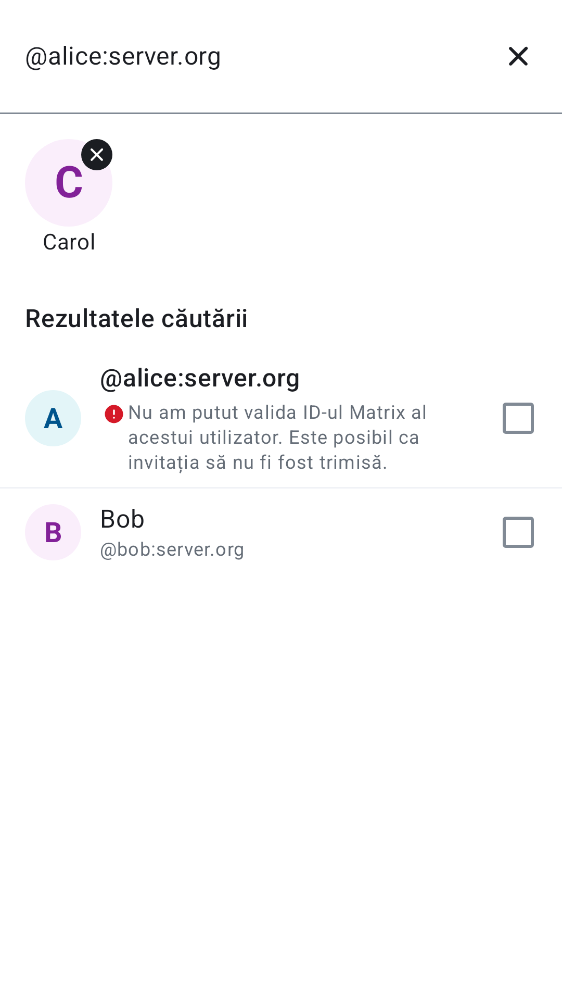 @alice:server.org
C
Carol
Rezultatele căutării
@alice:server.org
A
Nu am putut valida ID-ul Matrix al
acestui utilizator. Este posibil ca
invitația să nu fi fost trimisă.
B
Bob
@bob:server.org